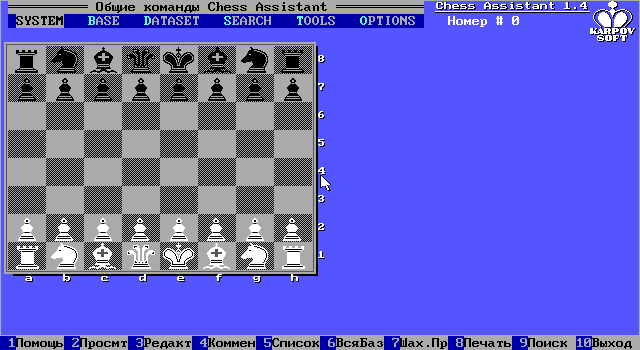 Общие команды Chess Assistant
Chess Assistant 1.4
SYSTEM BASE DATASET SEARCH TOOLS OPTIONS
Номер # 0
KARPOV
SOFT
8
7
6
5
4
3
2
1
a b c d e f g h
1Помощь 2Просмт 3Редакт 4Коммен 5Список 6ВсяБаз 7Шах.Пр 8Печать 9Поиск 10Выход